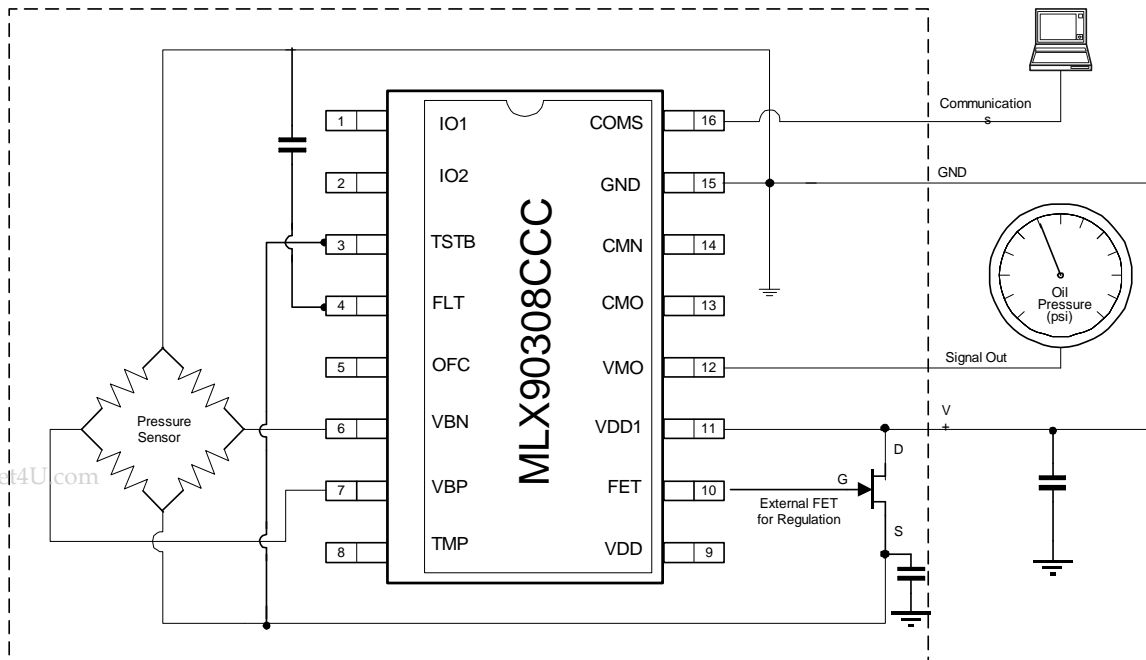 Communication
s
1
IO1
COMS
16
2
IO2
GND
15
GND
3
TSTB
CMN
14
4
FLT
CMO
13
Oil
Pressure
(psi)
5
OFC
VMO
12
Signal Out
MLX90308CCC
Pressure
Sensor
6
VBN
VDD1
11
V
+
D
et4U.com
7
VBP
FET
10
G
External FET
for Regulation
S
8
TMP
VDD
9